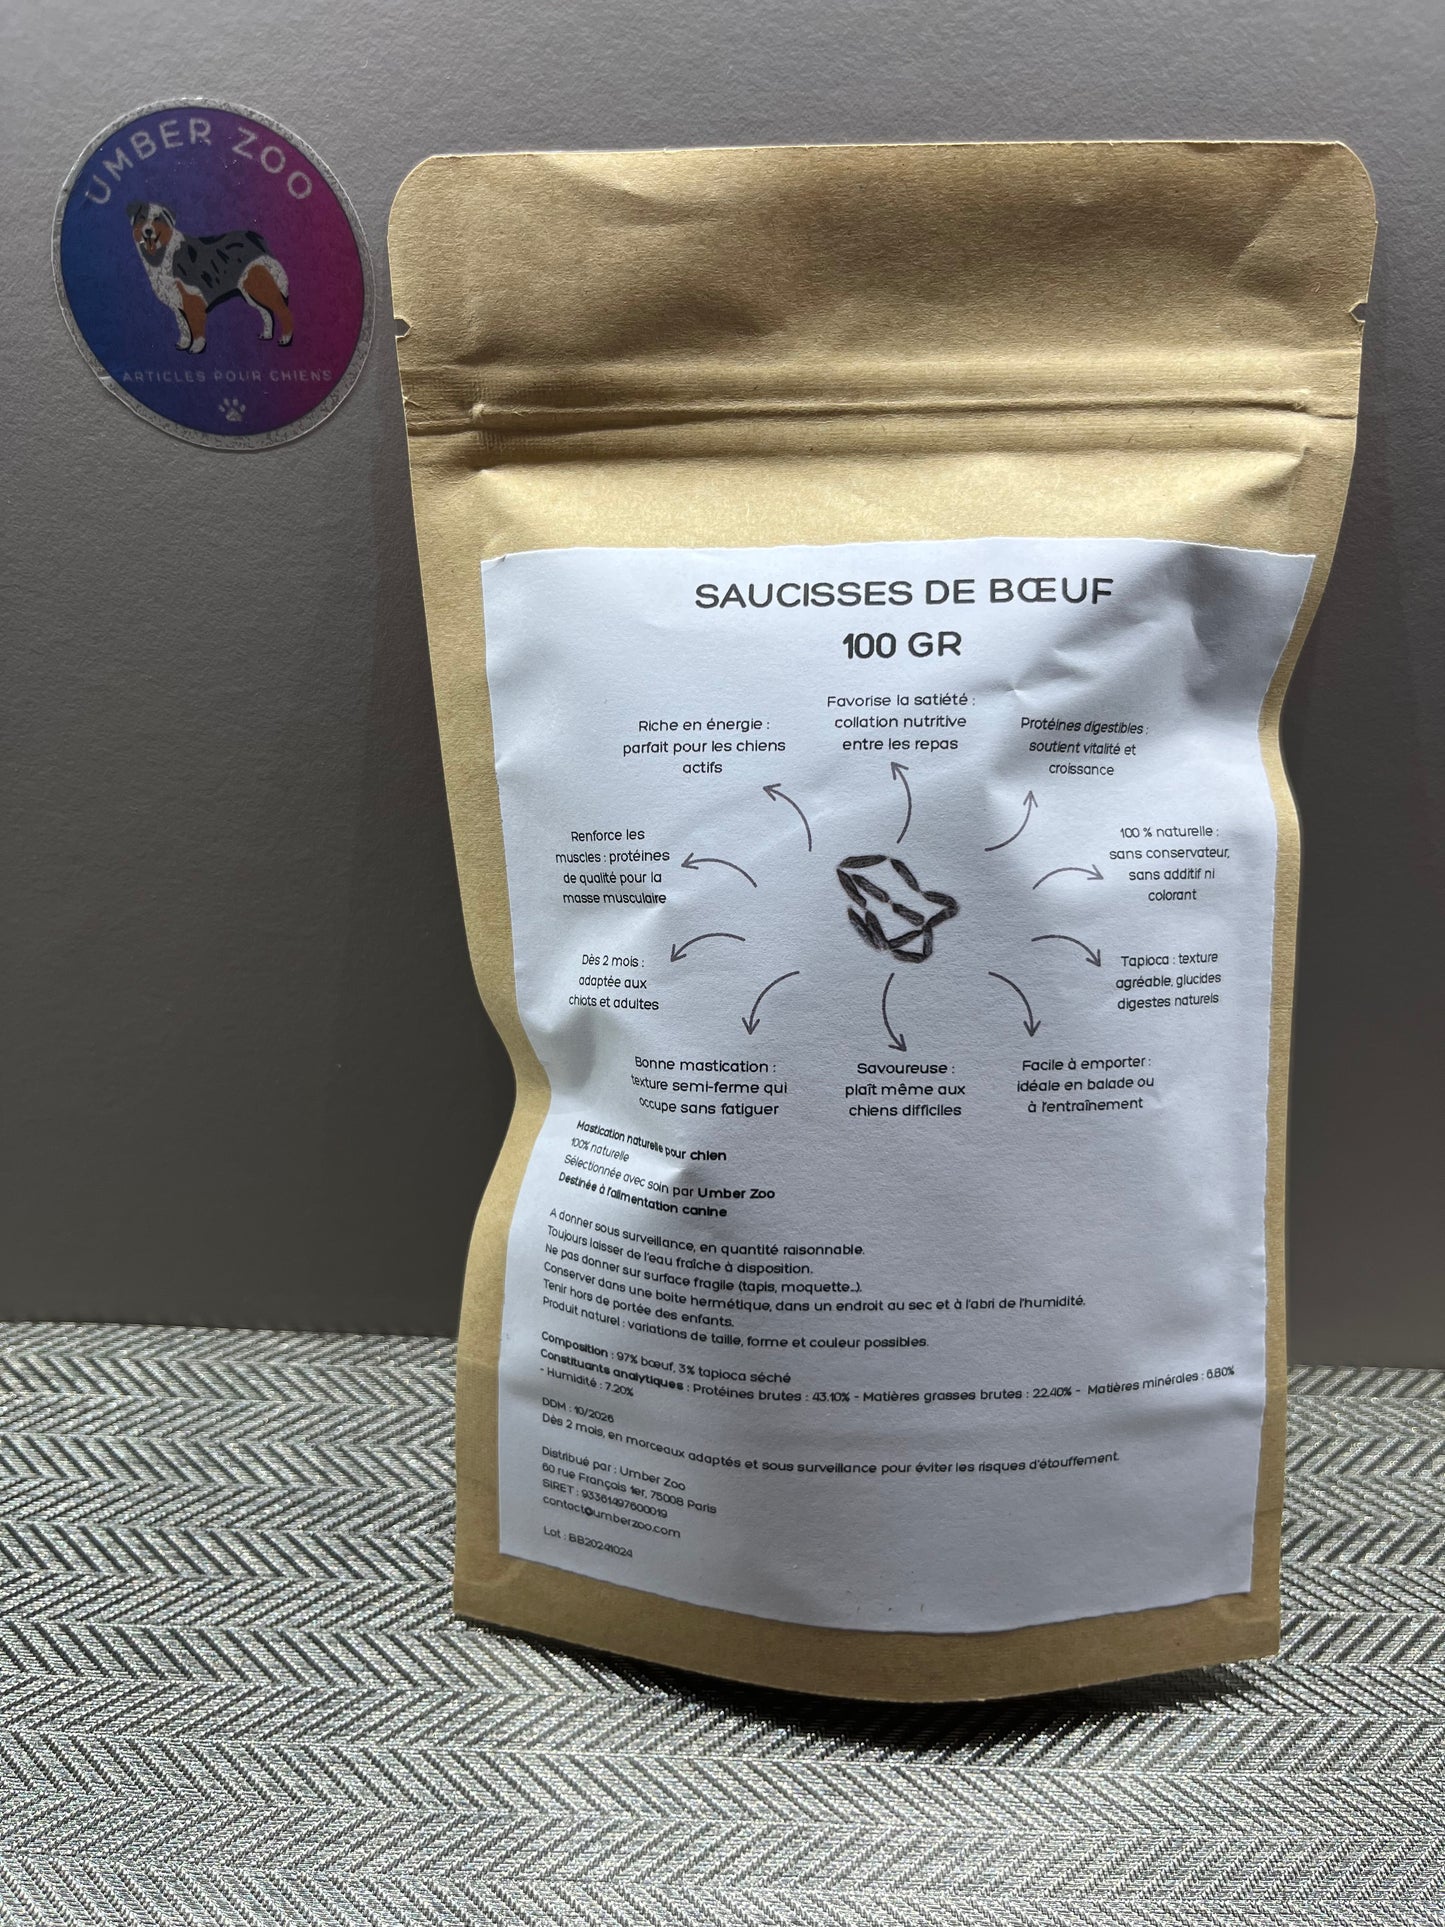 UMBER ZOO
ARTICLES POUR CHIENS
SAUCISSES DE BŒUF
100 GR
Favorise la satiété :
collation nutritive
entre les repas
Riche en énergie :
parfait pour les chiens
actifs
Protéines digestibles :
soutient vitalité et
croissance
Renforce les
muscles : protéines
de qualité pour la
masse musculaire
100 % naturelle :
sans conservateur,
sans additif ni
colorant
Dès 2 mois :
adaptée aux
chiots et adultes
Tapioca : texture
agréable, glucides
digestes naturels
Bonne mastication :
texture semi-ferme qui
occupe sans fatiguer
Savoureuse :
plaît même aux
chiens difficiles
Facile à emporter :
idéale en balade ou
à l'entraînement
Mastication naturelle pour chien
100% naturelle
Sélectionnée avec soin par Umber Zoo
Destinée à l'alimentation canine
A donner sous surveillance, en quantité raisonnable.
Toujours laisser de l'eau fraîche à disposition.
Ne pas donner sur surface fragile (tapis, moquette...).
Conserver dans une boite hermétique, dans un endroit au sec et à l'abri de l'humidité.
Tenir hors de portée des enfants.
Produit naturel : variations de taille, forme et couleur possibles.
Composition : 97% bœuf, 3% tapioca séché
Constituants analytiques : Protéines brutes : 43.10% - Matières grasses brutes : 22.40% - Matières minérales : 6.80%
- Humidité : 7.20%
DDM : 10/2026
Dès 2 mois, en morceaux adaptés et sous surveillance pour éviter les risques d'étouffement.
Distribué par : Umber Zoo
60 rue François 1er, 75008 Paris
SIRET : 93361497600019
contact@umberzoo.com
Lot : BB20241024